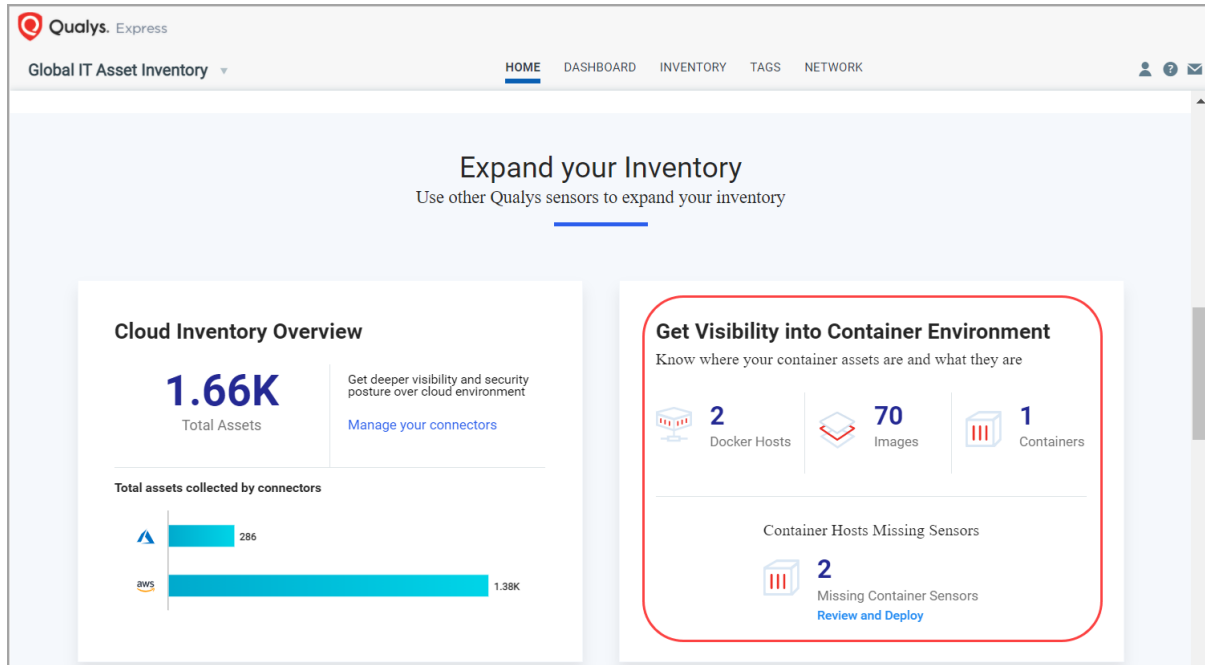 Qualys. Express
Global IT Asset Inventory
HOME DASHBOARD INVENTORY TAGS NETWORK
Expand your Inventory
Use other Qualys sensors to expand your inventory
Cloud Inventory Overview
1.66K
Total Assets
Get deeper visibility and security
posture over cloud environment
Manage your connectors
Total assets collected by connectors
286
aws
1.38K
Get Visibility into Container Environment
Know where your container assets are and what they are
2
Docker Hosts
70
Images
1
Containers
Container Hosts Missing Sensors
2
Missing Container Sensors
Review and Deploy